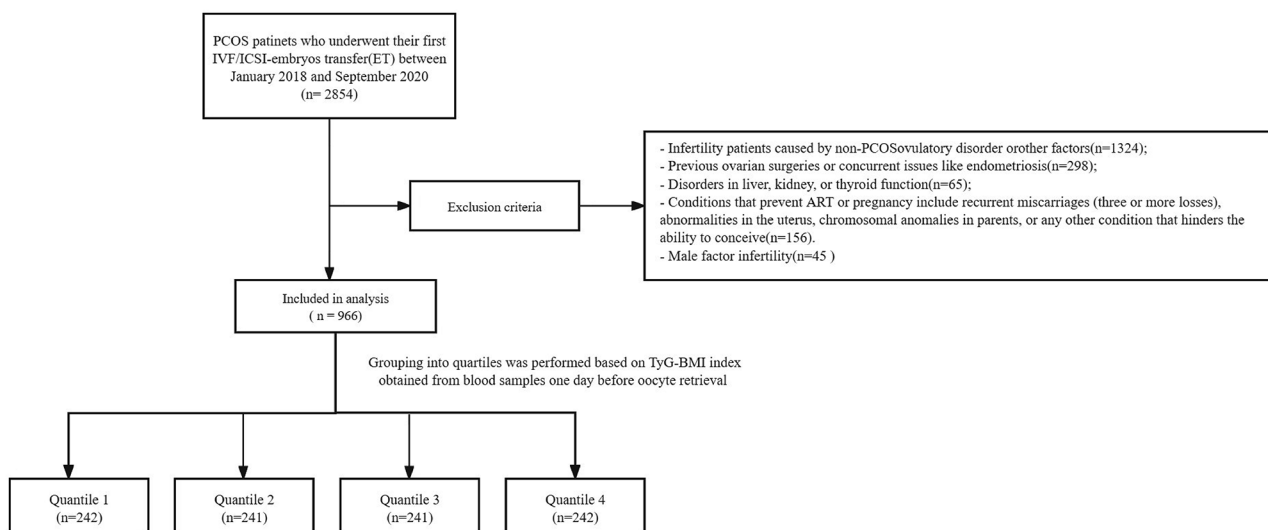 PCOS patinets who underwent their first
IVF/ICSI-embryos transfer(ET) between
January 2018 and September 2020
(n= 2854)
- Infertility patients caused by non-PCOSovulatory disorder orother factors(n=1324);
- Previous ovarian surgeries or concurrent issues like endometriosis(n=298);
- Disorders in liver, kidney, or thyroid function(n=65);
- Conditions that prevent ART or pregnancy include recurrent miscarriages (three or more losses),
abnormalities in the uterus, chromosomal anomalies in parents, or any other condition that hinders the
ability to conceive(n=156).
- Male factor infertility(n=45 )
Exclusion criteria
Included in analysis
( n = 966)
Grouping into quartiles was performed based on TyG-BMI index
obtained from blood samples one day before oocyte retrieval
Quantile 1
(n=242)
Quantile 2
(n=241)
Quantile 3
(n=241)
Quantile 4
(n=242)